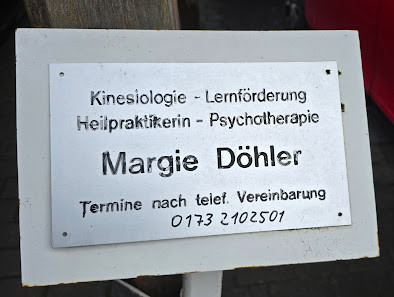 Kinesiologie - Lernförderung
Heilpraktikerin - Psychotherapie
Margie Döhler
Termine nach telef. Vereinbarung
0173 2102501